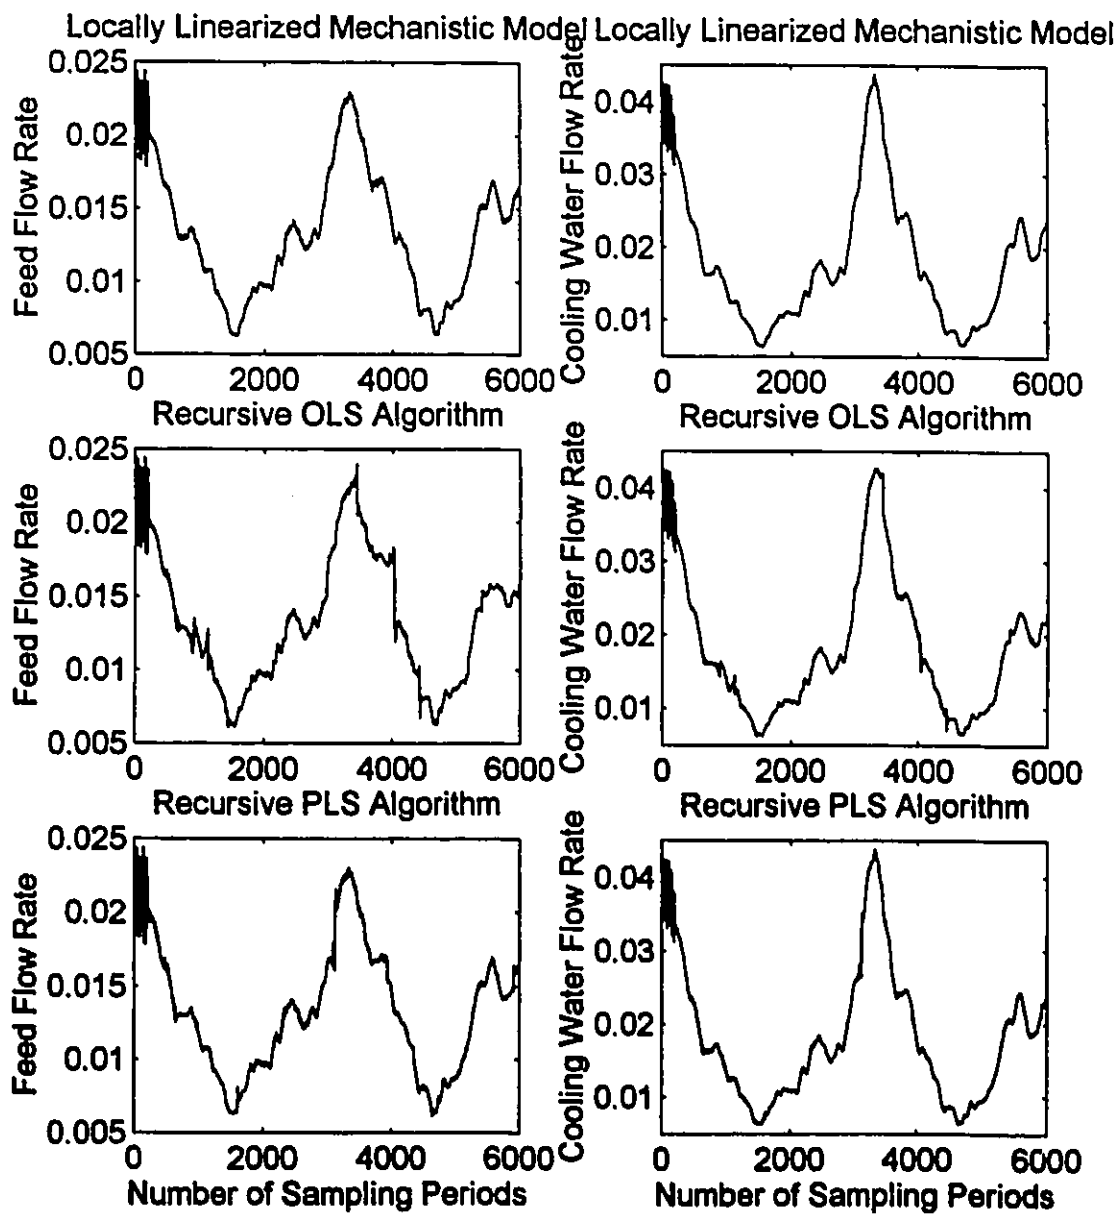 Locally Linearized Mechanistic Model
Feed Flow Rate
0.025
0.02
0.015
0.01
0.005
0 2000 4000 6000
Locally Linearized Mechanistic Model
Cooling Water Flow Rate
0.04
0.03
0.02
0.01
0 2000 4000 6000
Recursive OLS Algorithm
Feed Flow Rate
0.025
0.02
0.015
0.01
0.005
0 2000 4000 6000
Recursive OLS Algorithm
Cooling Water Flow Rate
0.04
0.03
0.02
0.01
0 2000 4000 6000
Recursive PLS Algorithm
Feed Flow Rate
0.025
0.02
0.015
0.01
0.005
0 2000 4000 6000
Number of Sampling Periods
Recursive PLS Algorithm
Cooling Water Flow Rate
0.04
0.03
0.02
0.01
0 2000 4000 6000
Number of Sampling Periods